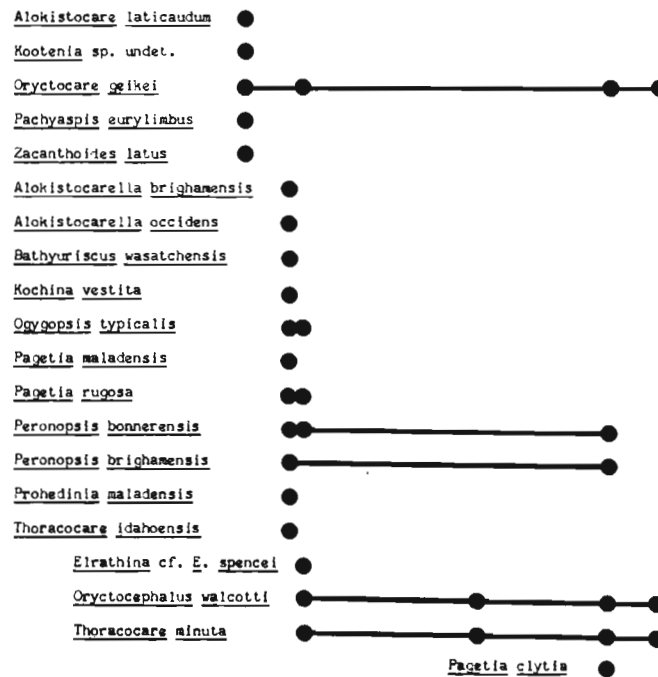 Alokistocare laticaudum
Kootenia sp. undet.
Oryctocare geikei
Pachyaspis eurylimbus
Zacanthoides latus
Alokistocarella brighamensis
Alokistocarella occidens
Bathyuriscus wasatchensis
Kochina vestita
Ogygopsis typicalis
Pagetia maladensis
Pagetia rugosa
Peronopsis bonnerensis
Peronopsis brighamensis
Prohedinia maladensis
Thoracocare idahoensis
Elrathina cf. E. spencei
Oryctocephalus walcotti
Thoracocare minuta
Pagetia clytia